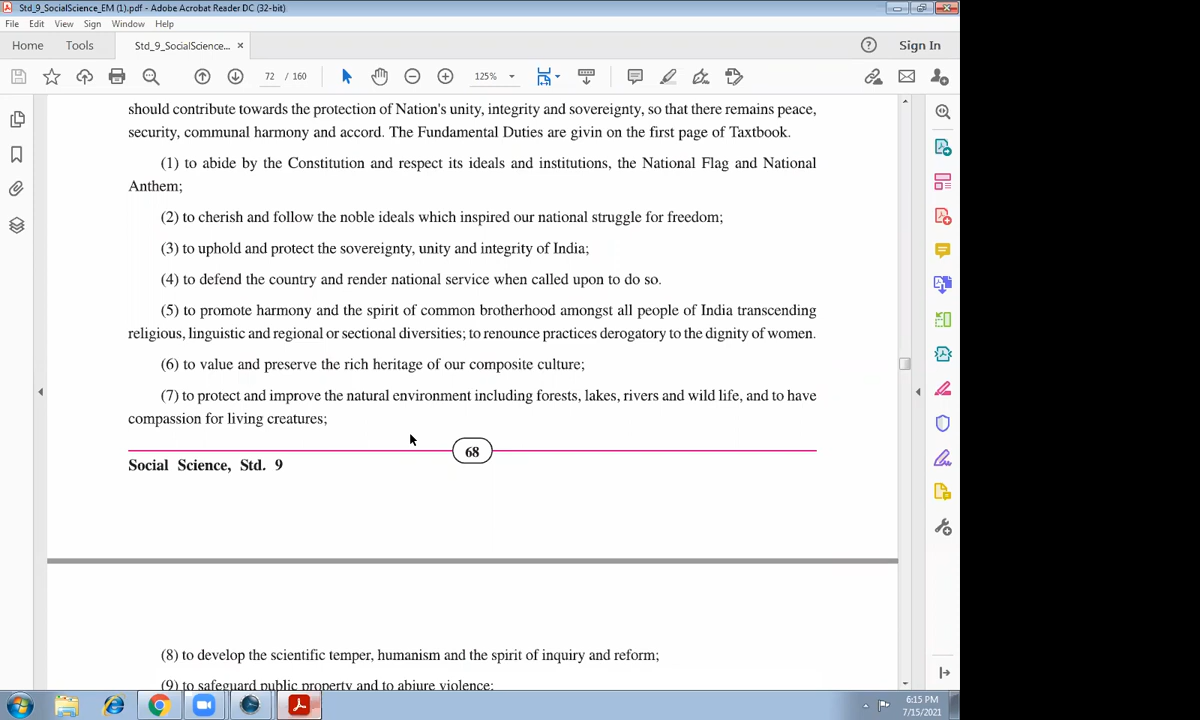 Std_9_SocialScience_EM (1).pdf - Adobe Acrobat Reader DC (32-bit)
File Edit View Sign Window Help
Home Tools Std_9_SocialScience... × Sign In
72 / 160 125%
should contribute towards the protection of Nation's unity, integrity and sovereignty, so that there remains peace,
security, communal harmony and accord. The Fundamental Duties are givin on the first page of Taxtbook.
(1) to abide by the Constitution and respect its ideals and institutions, the National Flag and National
Anthem;
(2) to cherish and follow the noble ideals which inspired our national struggle for freedom;
(3) to uphold and protect the sovereignty, unity and integrity of India;
(4) to defend the country and render national service when called upon to do so.
(5) to promote harmony and the spirit of common brotherhood amongst all people of India transcending
religious, linguistic and regional or sectional diversities; to renounce practices derogatory to the dignity of women.
(6) to value and preserve the rich heritage of our composite culture;
(7) to protect and improve the natural environment including forests, lakes, rivers and wild life, and to have
compassion for living creatures;
68
Social Science, Std. 9
(8) to develop the scientific temper, humanism and the spirit of inquiry and reform;
(9) to safeguard public property and to abjure violence;
6:15 PM
7/15/2021